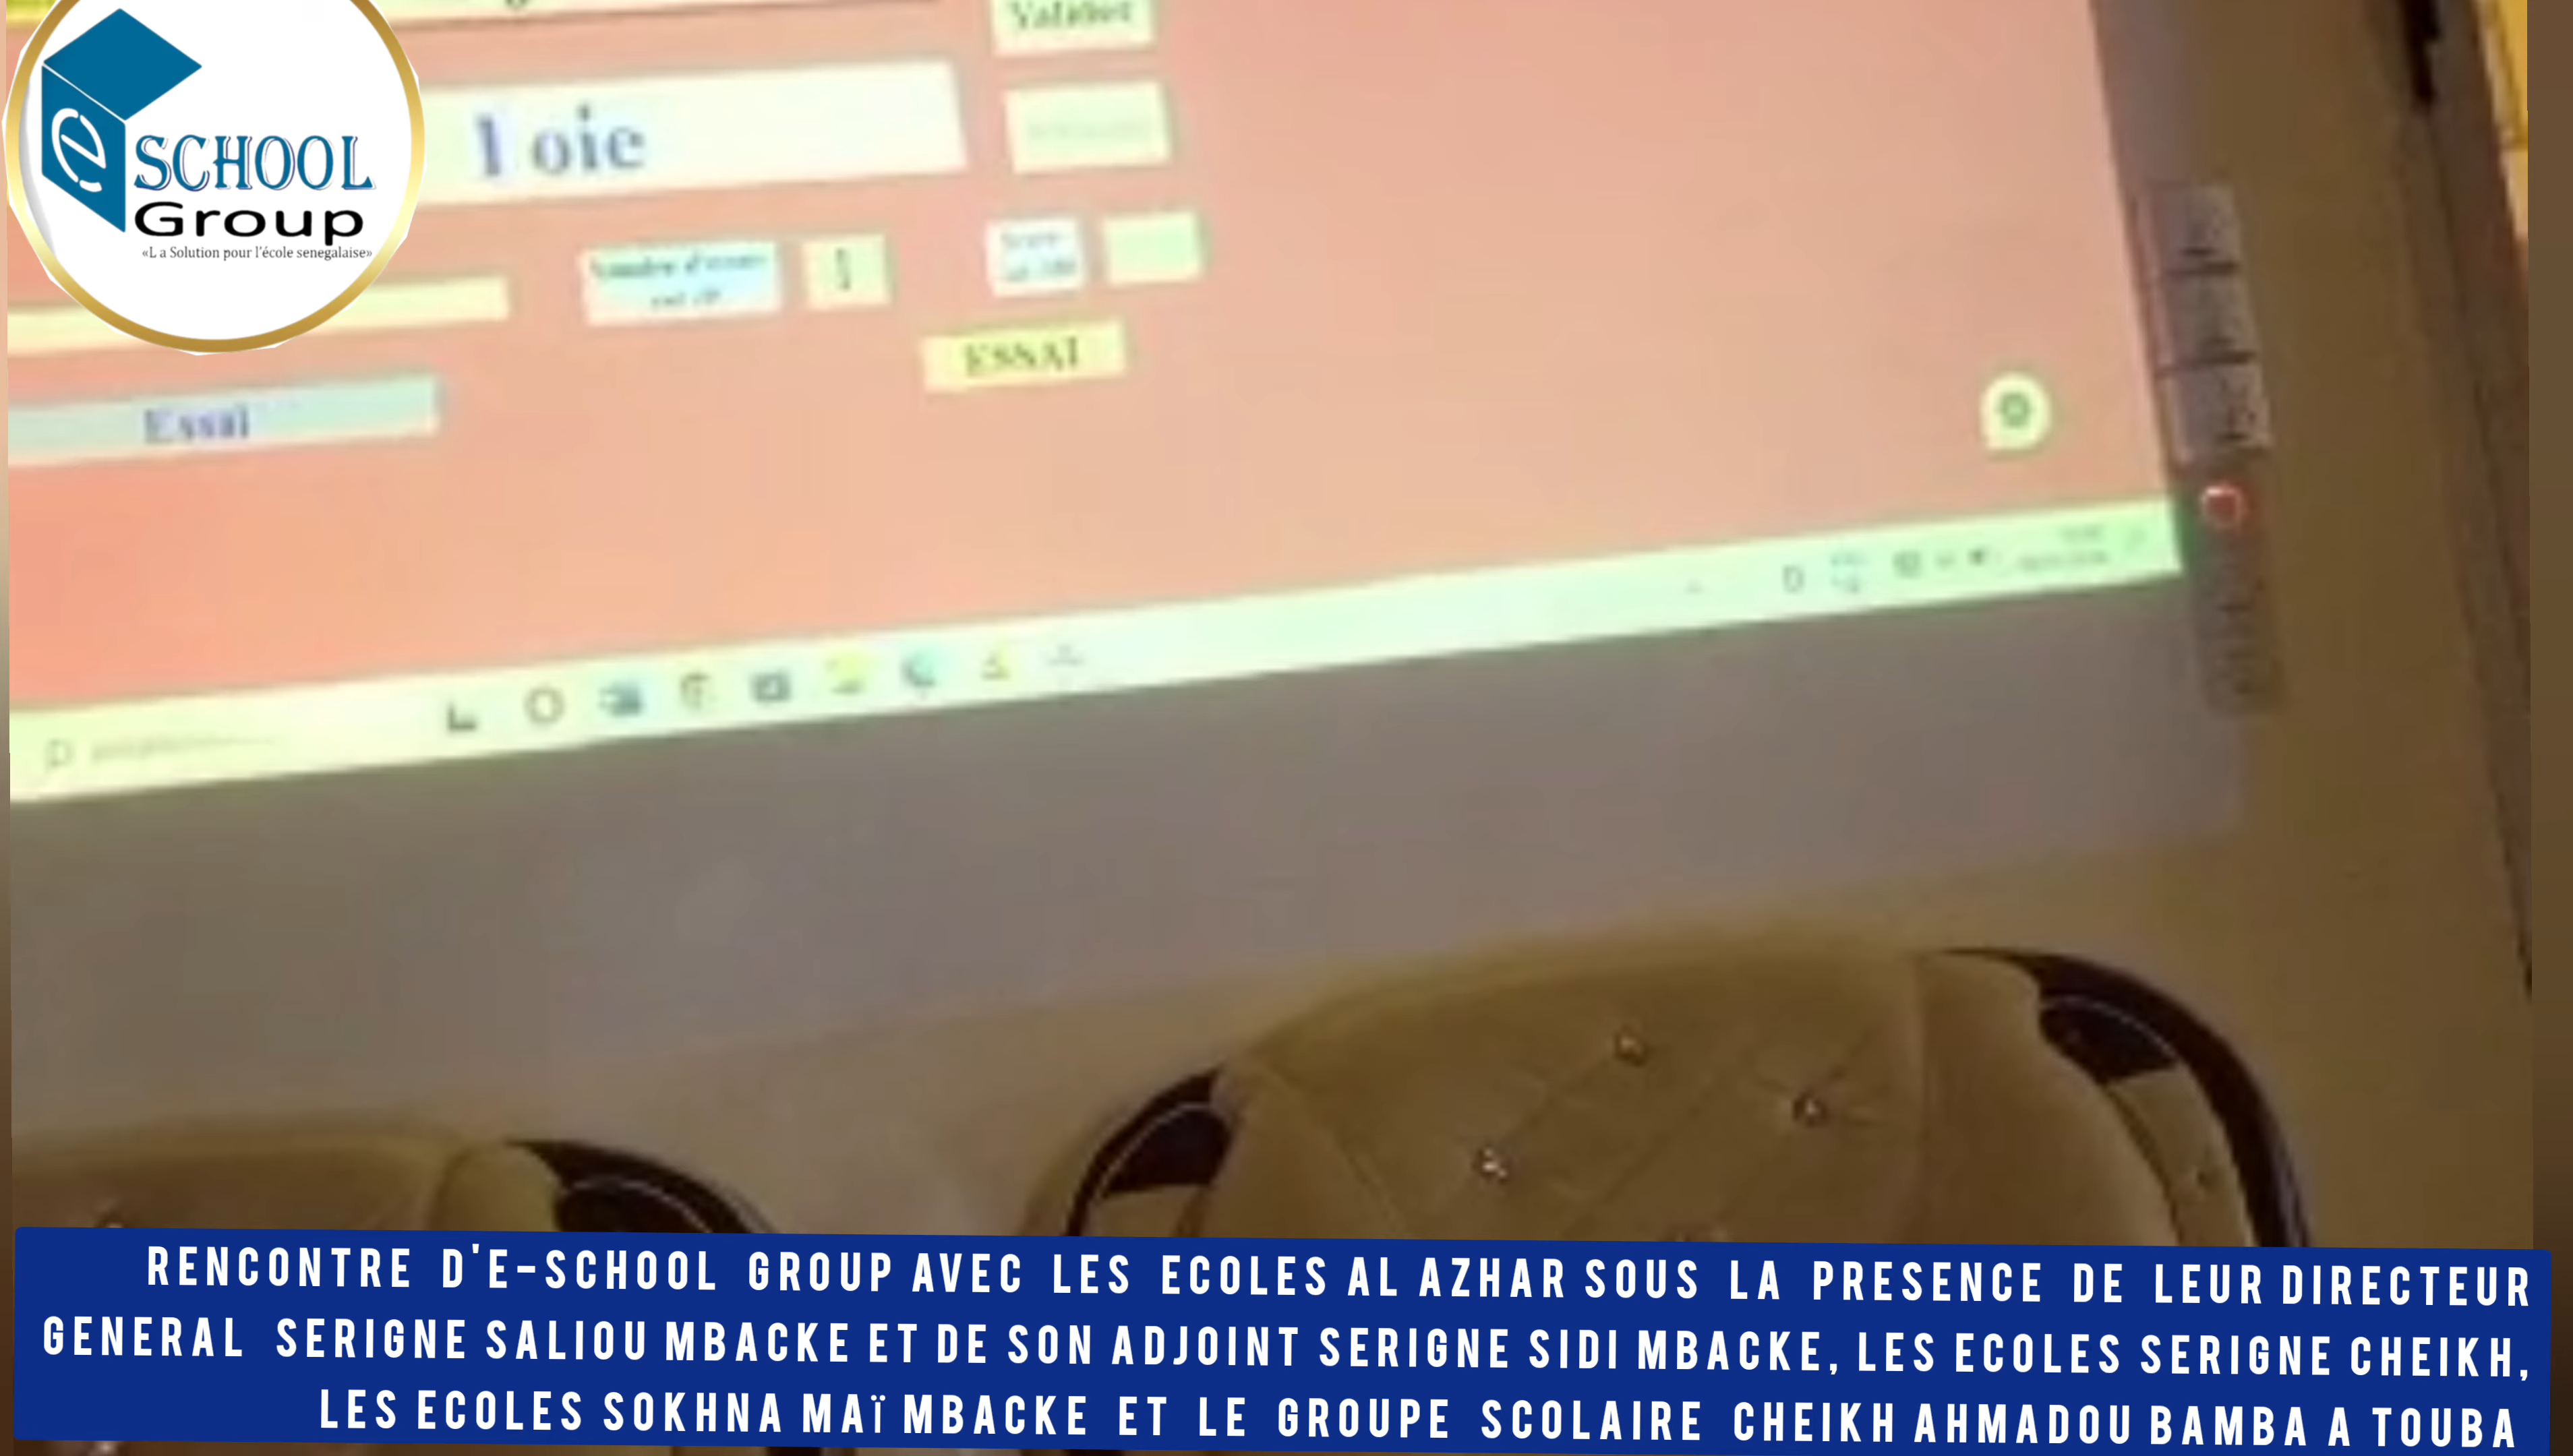 Valider
e SCHOOL
Group
«L a Solution pour l'école senegalaise»
l oie
ESSAI
Essai
RENCONTRE D'E-SCHOOL GROUP AVEC LES ECOLES AL AZHAR SOUS LA PRESENCE DE LEUR DIRECTEUR
GENERAL SERIGNE SALIOU MBACKE ET DE SON ADJOINT SERIGNE SIDI MBACKE, LES ECOLES SERIGNE CHEIKH,
LES ECOLES SOKHNA MAÏ MBACKE ET LE GROUPE SCOLAIRE CHEIKH AHMADOU BAMBA A TOUBA